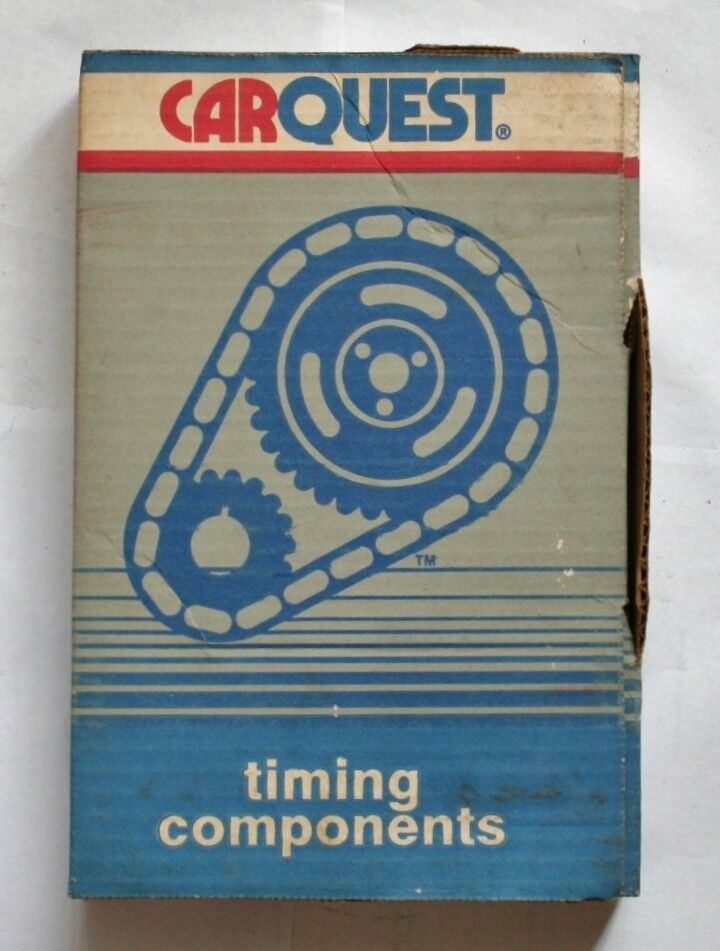 CARQUEST®
TM
timing
components